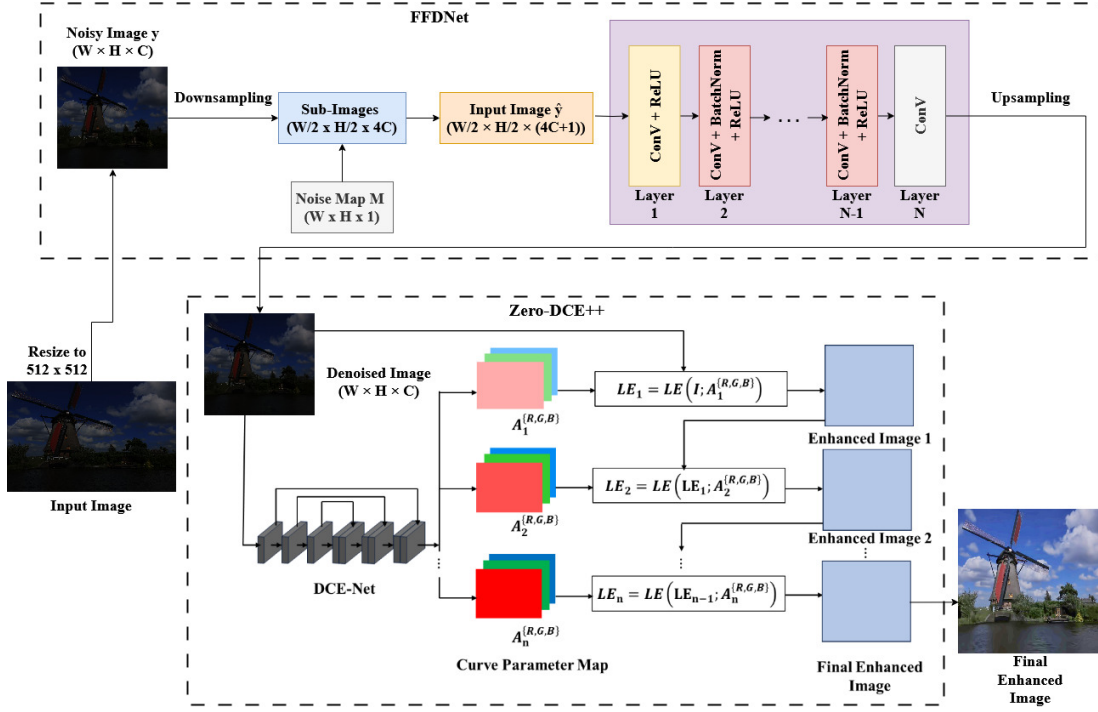 FFDNet
Noisy Image y
(W × H × C)
Downsampling
Sub-Images
(W/2 x H/2 x 4C)
Input Image ŷ
(W/2 × H/2 × (4C+1))
ConV + ReLU
ConV + BatchNorm
+ ReLU
. . .
ConV + BatchNorm
+ ReLU
ConV
Upsampling
Layer
1
Layer
2
Layer
N-1
Layer
N
Noise Map M
(W x H x 1)
Resize to
512 x 512
Input Image
Zero-DCE++
Denoised Image
(W × H × C)
A₁^{R,G,B}
LE₁ = LE(I; A₁^{R,G,B})
Enhanced Image 1
A₂^{R,G,B}
LE₂ = LE(LE₁; A₂^{R,G,B})
Enhanced Image 2
DCE-Net
Aₙ^{R,G,B}
LEₙ = LE(LEₙ₋₁; Aₙ^{R,G,B})
Curve Parameter Map
Final Enhanced
Image
Final
Enhanced
Image